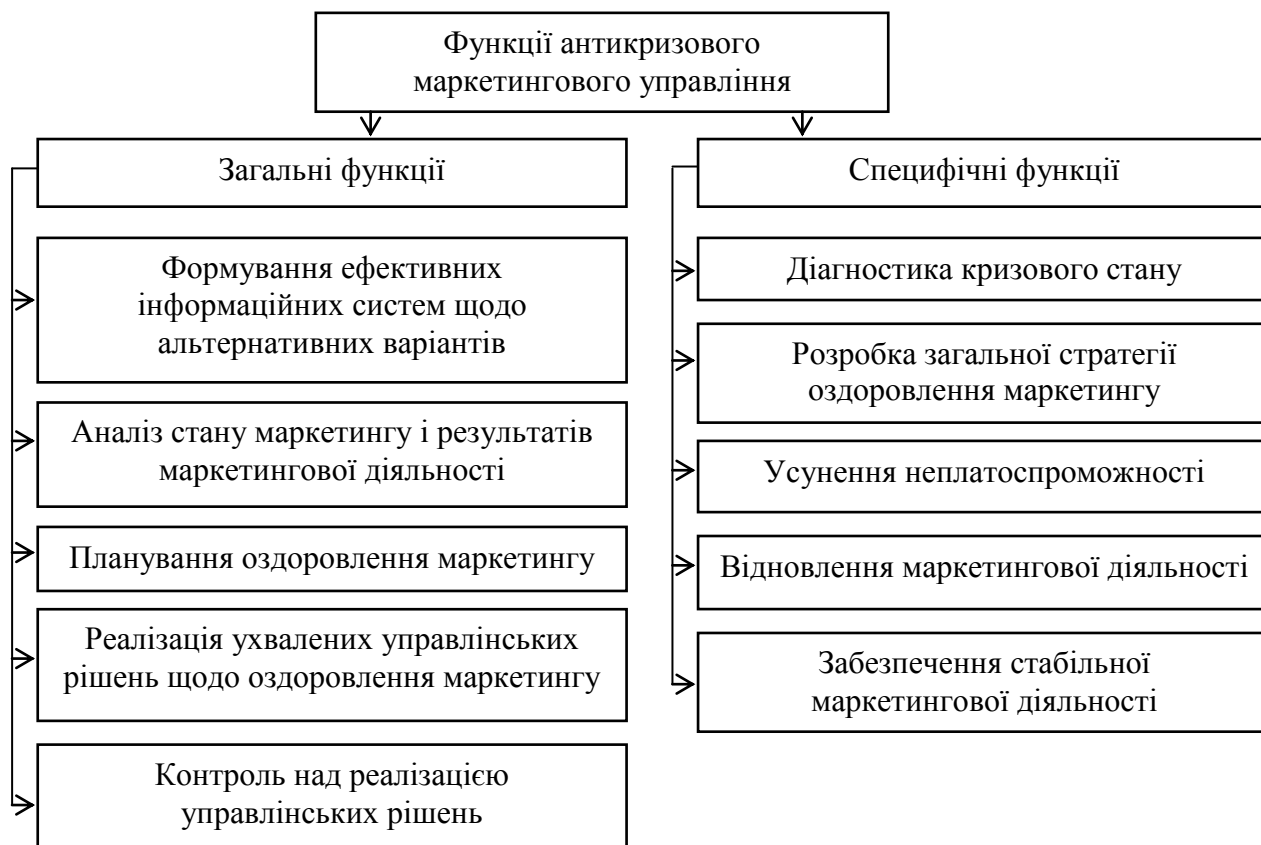 Функції антикризового
маркетингового управління
Загальні функції
Формування ефективних
інформаційних систем щодо
альтернативних варіантів
Аналіз стану маркетингу і результатів
маркетингової діяльності
Планування оздоровлення маркетингу
Реалізація ухвалених управлінських
рішень щодо оздоровлення маркетингу
Контроль над реалізацією
управлінських рішень
Специфічні функції
Діагностика кризового стану
Розробка загальної стратегії
оздоровлення маркетингу
Усунення неплатоспроможності
Відновлення маркетингової діяльності
Забезпечення стабільної
маркетингової діяльності